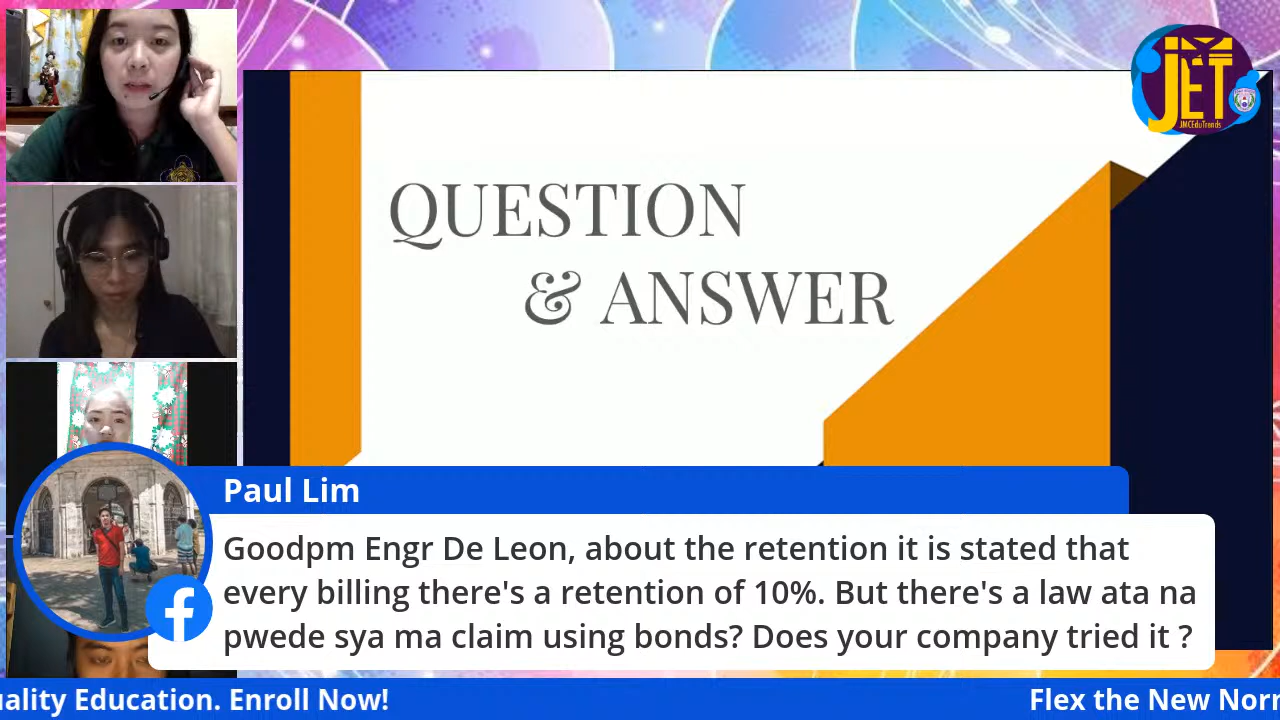 JET
JMCEduTrends
QUESTION
& ANSWER
Paul Lim
Goodpm Engr De Leon, about the retention it is stated that
every billing there's a retention of 10%. But there's a law ata na
pwede sya ma claim using bonds? Does your company tried it ?
Education. Enroll Now!
Flex the New